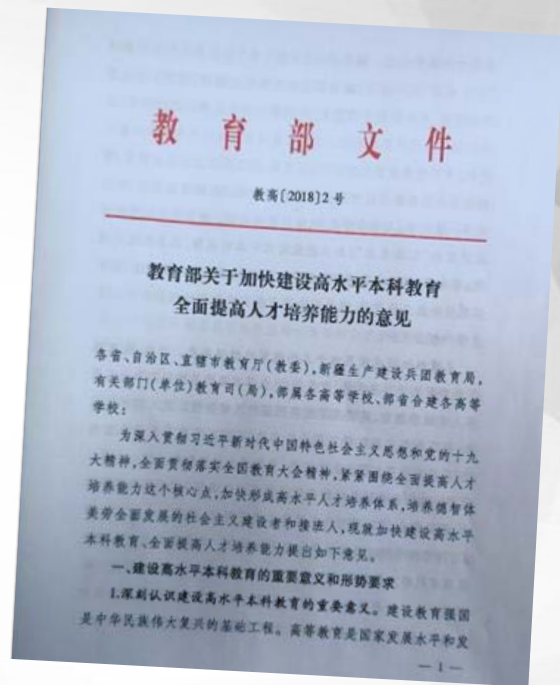 教育部文件
教高〔2018〕2号
教育部关于加快建设高水平本科教育
全面提高人才培养能力的意见
各省、自治区、直辖市教育厅(教委),新疆生产建设兵团教育局,
有关部门(单位)教育司(局),部属各高等学校、部省合建各高等
学校:
为深入贯彻习近平新时代中国特色社会主义思想和党的十九
大精神,全面贯彻落实全国教育大会精神,紧紧围绕全面提高人才
培养能力这个核心点,加快形成高水平人才培养体系,培养德智体
美劳全面发展的社会主义建设者和接班人,现就加快建设高水平
本科教育、全面提高人才培养能力提出如下意见。
一、建设高水平本科教育的重要意义和形势要求
1.深刻认识建设高水平本科教育的重要意义。建设教育强国
是中华民族伟大复兴的基础工程。高等教育是国家发展水平和发
— 1 —